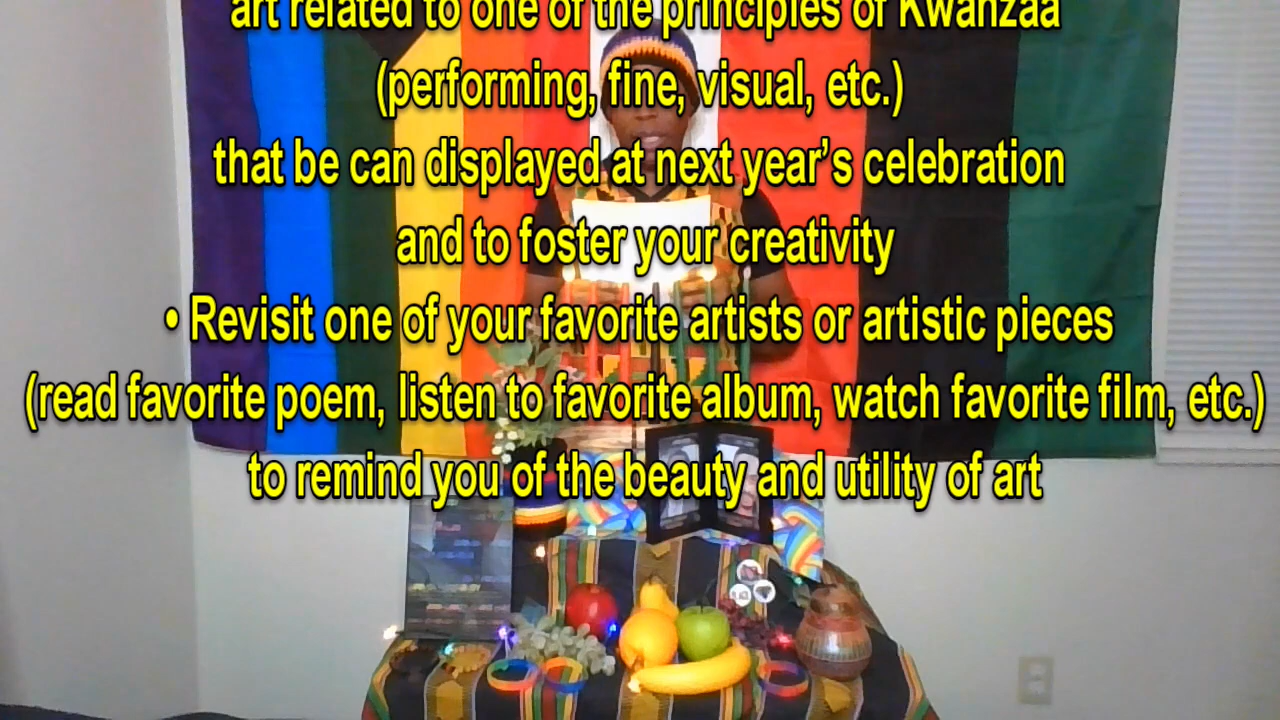 art related to one of the principles of Kwanzaa
(performing, fine, visual, etc.)
that be can displayed at next year’s celebration
and to foster your creativity
• Revisit one of your favorite artists or artistic pieces
(read favorite poem, listen to favorite album, watch favorite film, etc.)
to remind you of the beauty and utility of art